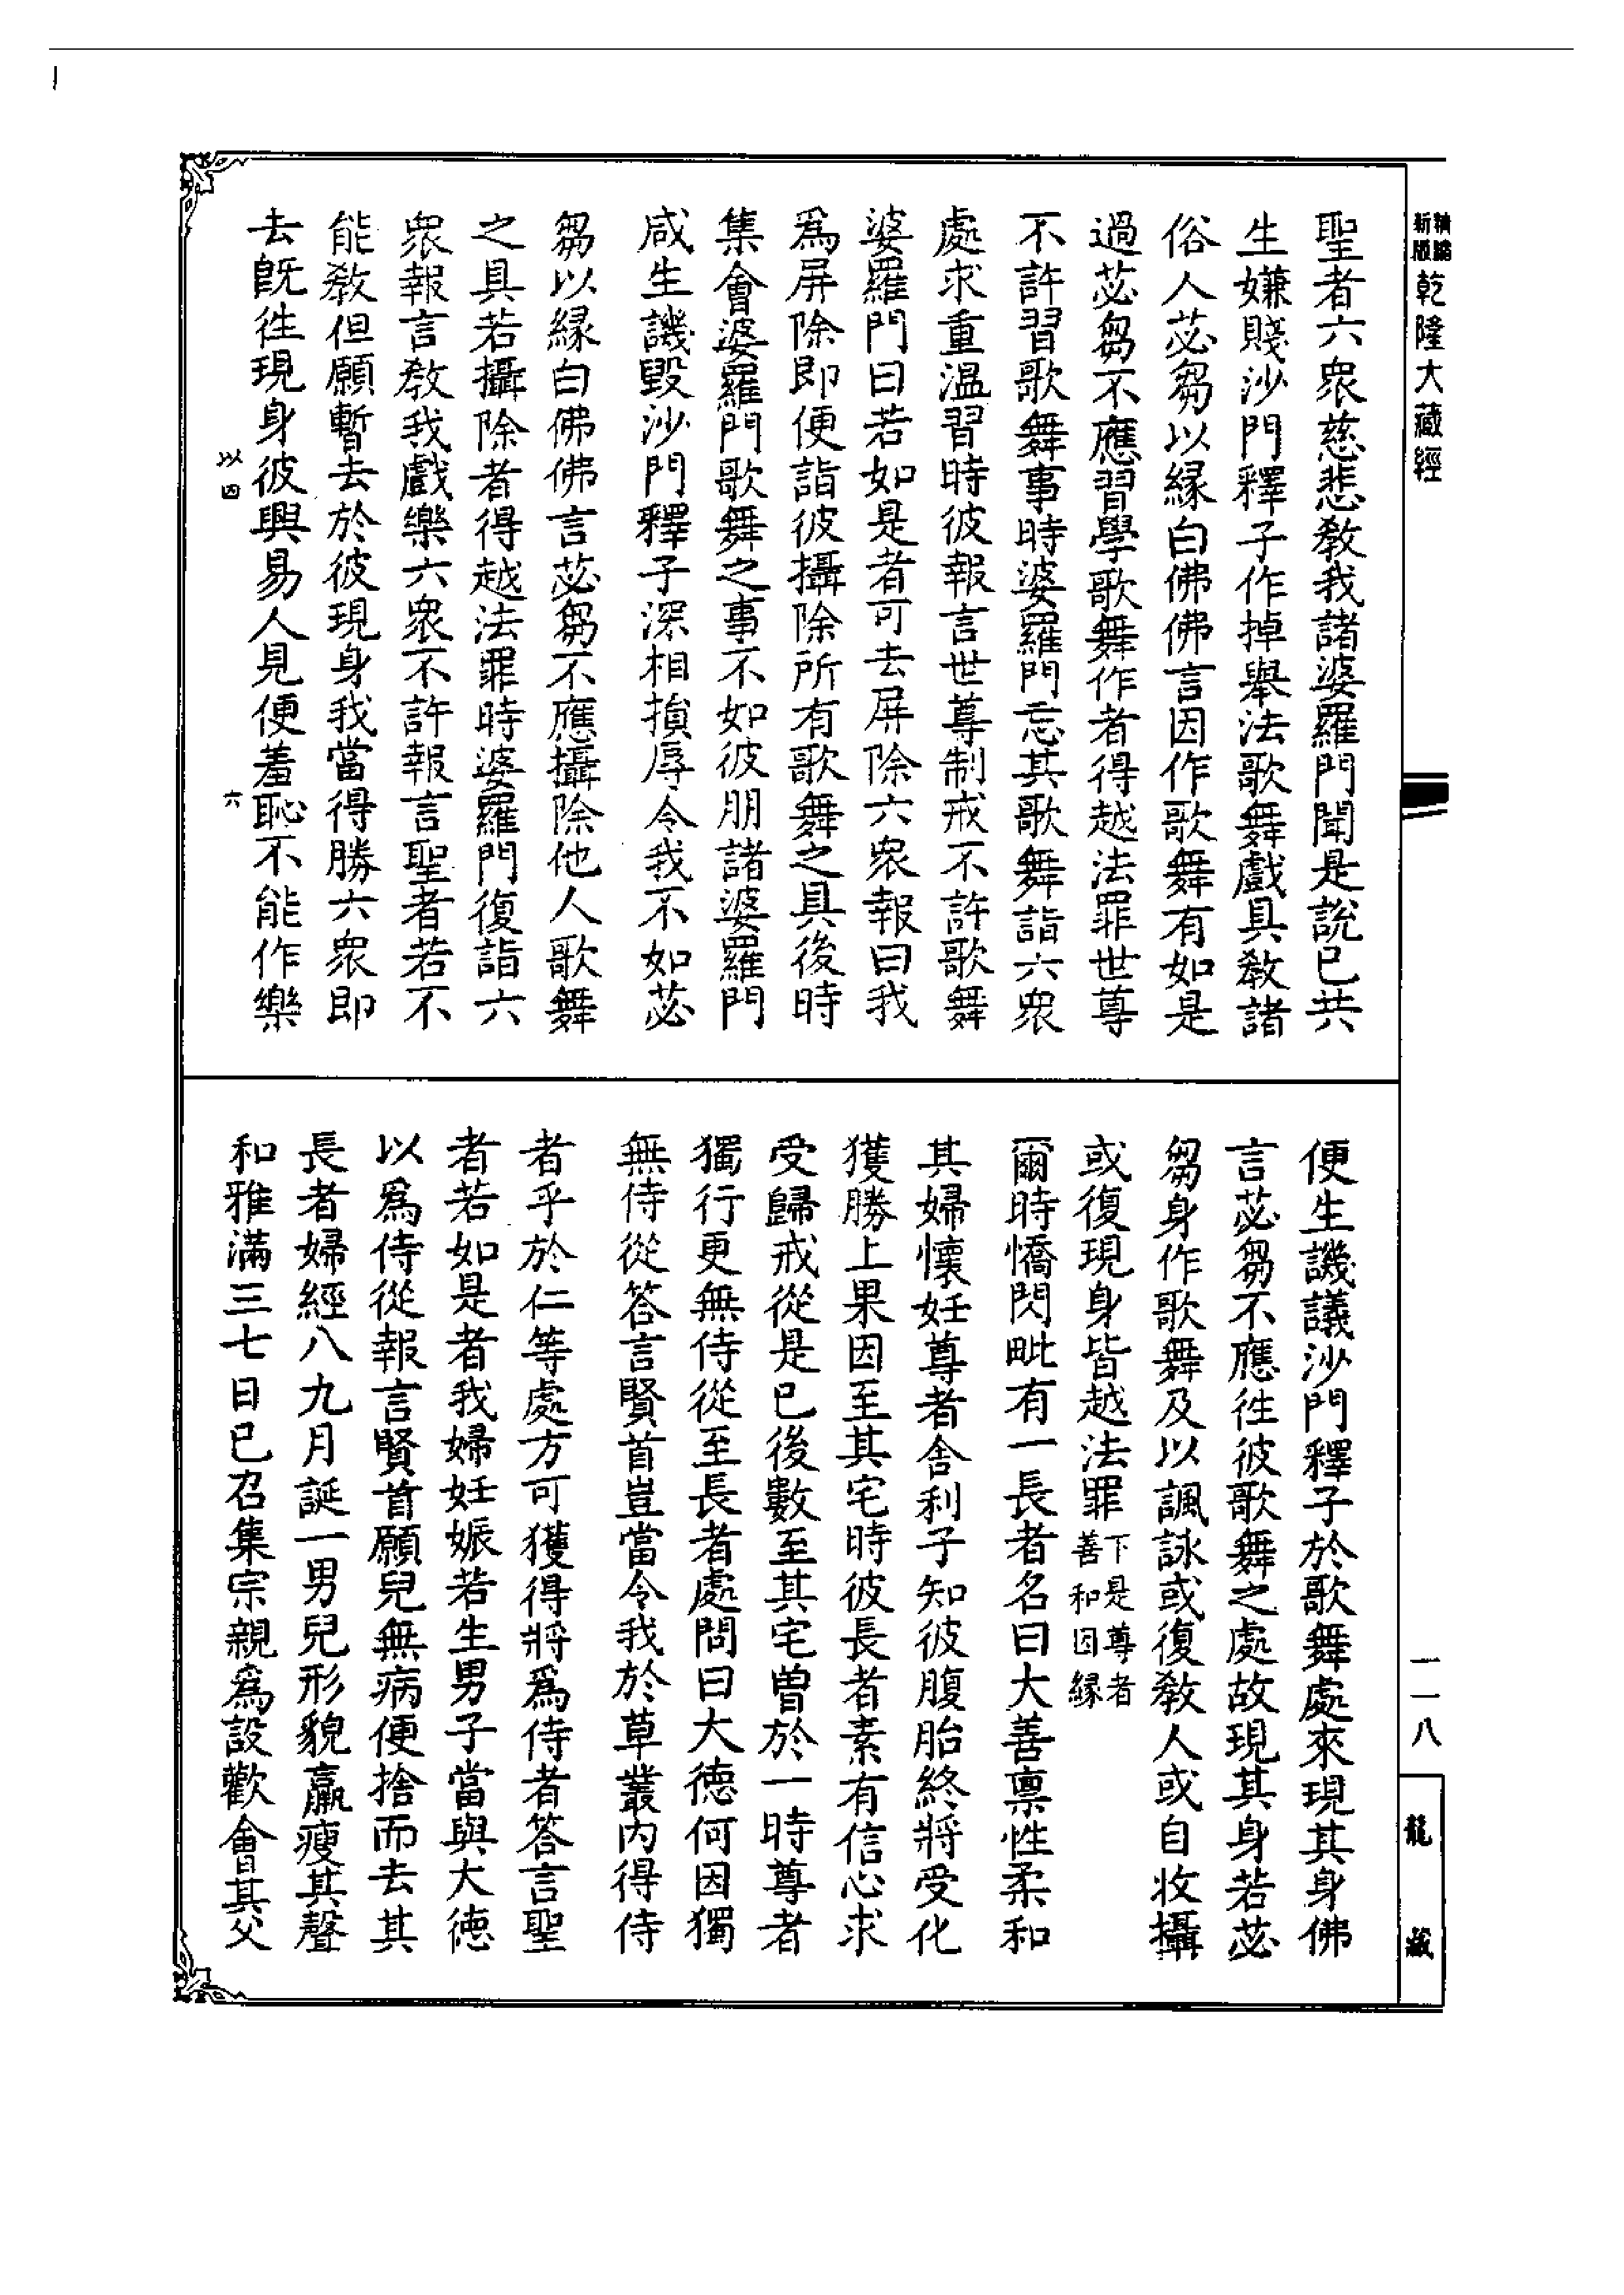 新版精縮乾隆大藏經
聖者六衆慈悲教我諸婆羅門聞是說已共
生嫌賤沙門釋子作掉舉法歌舞戲具教諸
俗人苾芻以緣白佛佛言因作歌舞有如是
過苾芻不應習學歌舞作者得越法罪世尊
不許習歌舞事時婆羅門忘其歌舞詣六衆
處求重溫習時彼報言世尊制戒不許歌舞
婆羅門曰若如是者可去屏除六衆報曰我
爲屏除即便詣彼攝除所有歌舞之具後時
集會婆羅門歌舞之事不如彼朋諸婆羅門
咸生譏毀沙門釋子深相損辱令我不如苾
芻以緣白佛佛言苾芻不應攝除他人歌舞
之具若攝除者得越法罪時婆羅門復詣六
衆報言教我戲樂六衆不許報言聖者若不
能教但願暫去於彼現身我當得勝六衆即
去旣往現身彼興易人見便羞恥不能作樂
以四 六
便生譏議沙門釋子於歌舞處來現其身佛
言苾芻不應往彼歌舞之處故現其身若苾
芻身作歌舞及以諷詠或復教人或自收攝
或復現身皆越法罪下是尊者善和因緣
爾時憍閃毗有一長者名曰大善稟性柔和
其婦懷妊尊者舍利子知彼腹胎終將受化
獲勝上果因至其宅時彼長者素有信心求
受歸戒從是已後數至其宅曾於一時尊者
獨行更無侍從至長者處問曰大德何因獨
無侍從答言賢首豈當令我於草叢內得侍
者乎於仁等處方可獲得將爲侍者答言聖
者若如是者我婦妊娠若生男子當與大德
以爲侍從報言賢首願兒無病便捨而去其
長者婦經八九月誕一男兒形貌羸瘦其聲
和雅滿三七日已召集宗親爲設歡會其父
一一八
龍藏